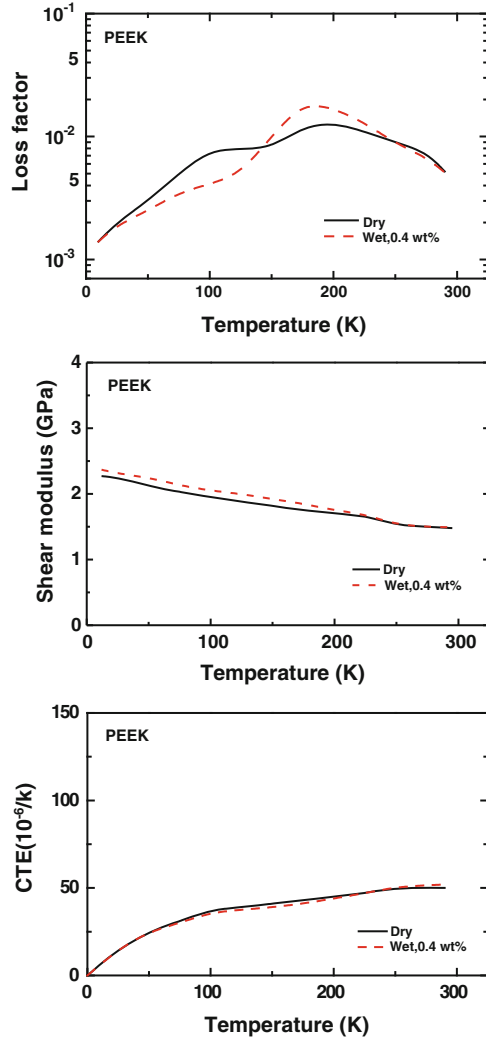 PEEK
Loss factor
10⁻¹
5
10⁻²
5
10⁻³
Dry
Wet,0.4 wt%
0
100
200
300
Temperature (K)
PEEK
Shear modulus (GPa)
4
3
2
1
0
Dry
Wet,0.4 wt%
0
100
200
300
Temperature (K)
PEEK
CTE(10⁻⁶/k)
150
100
50
0
Dry
Wet,0.4 wt%
0
100
200
300
Temperature (K)